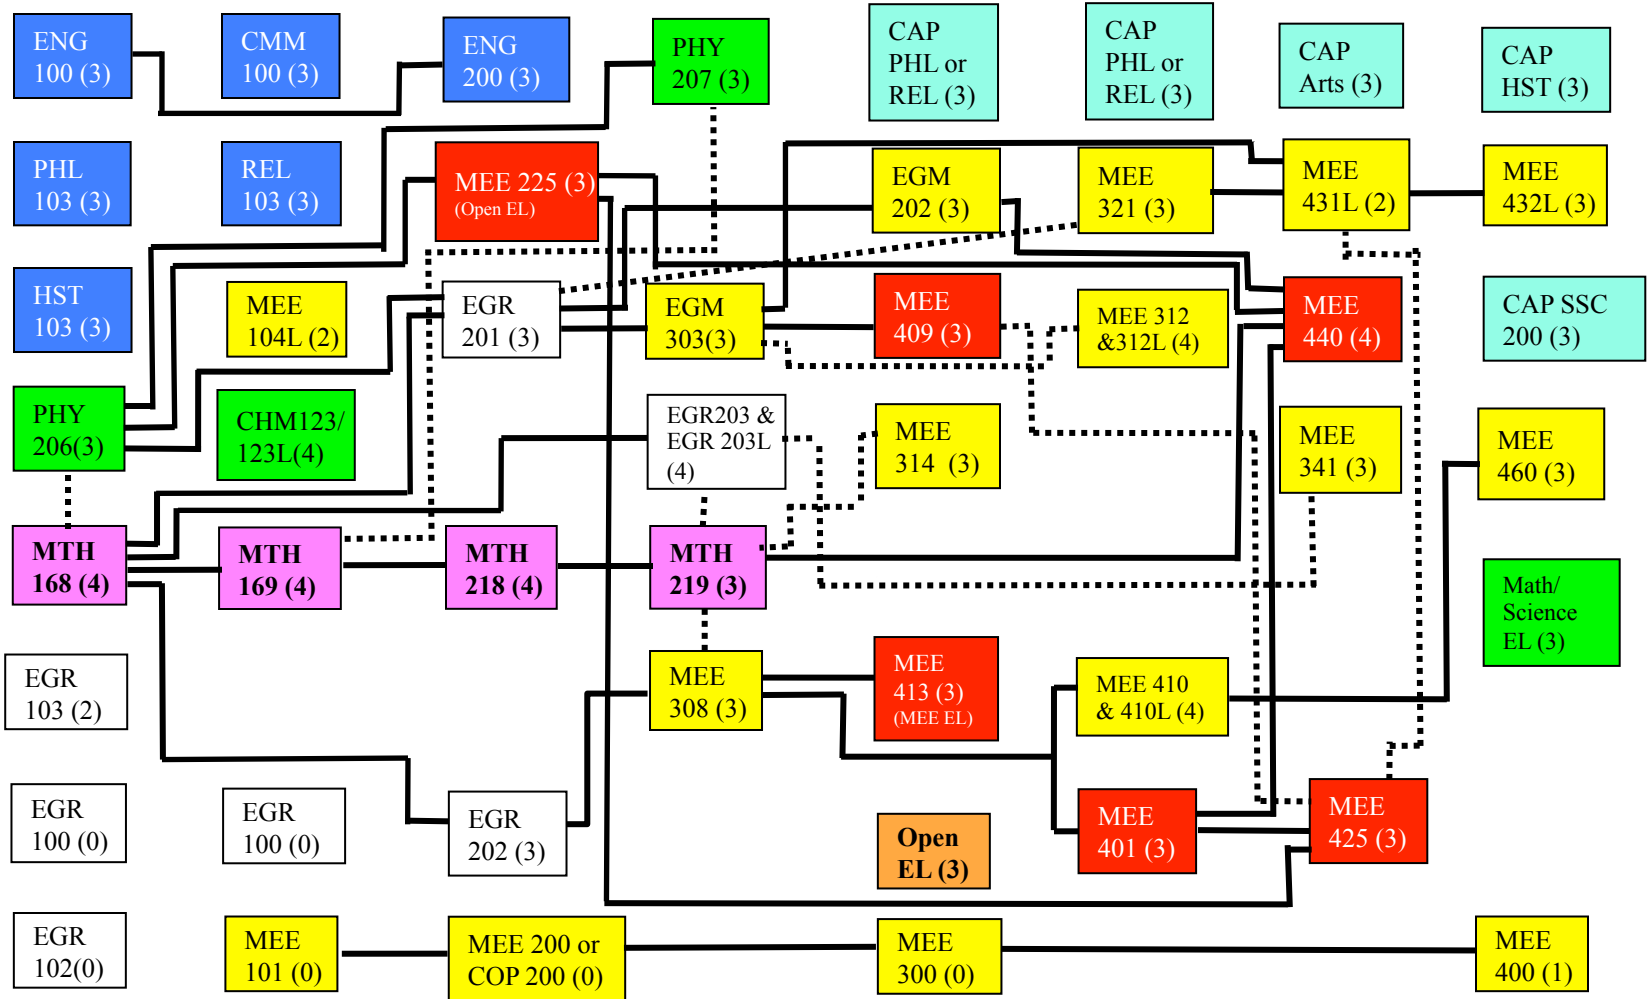 ENG
100 (3)
CMM
100 (3)
ENG
200 (3)
PHY
207 (3)
CAP
PHL or
REL (3)
CAP
PHL or
REL (3)
CAP
Arts (3)
CAP
HST (3)
PHL
103 (3)
REL
103 (3)
MEE 225 (3)
(Open EL)
EGM
202 (3)
MEE
321 (3)
MEE
431L (2)
MEE
432L (3)
HST
103 (3)
MEE
104L (2)
EGR
201 (3)
EGM
303(3)
MEE
409 (3)
MEE 312
&312L (4)
MEE
440 (4)
CAP SSC
200 (3)
PHY
206(3)
CHM123/
123L(4)
EGR203 &
EGR 203L
(4)
MEE
314 (3)
MEE
341 (3)
MEE
460 (3)
MTH
168 (4)
MTH
169 (4)
MTH
218 (4)
MTH
219 (3)
Math/
Science
EL (3)
EGR
103 (2)
MEE
308 (3)
MEE
413 (3)
(MEE EL)
MEE 410
& 410L (4)
EGR
100 (0)
EGR
100 (0)
EGR
202 (3)
Open
EL (3)
MEE
401 (3)
MEE
425 (3)
EGR
102(0)
MEE
101 (0)
MEE 200 or
COP 200 (0)
MEE
300 (0)
MEE
400 (1)